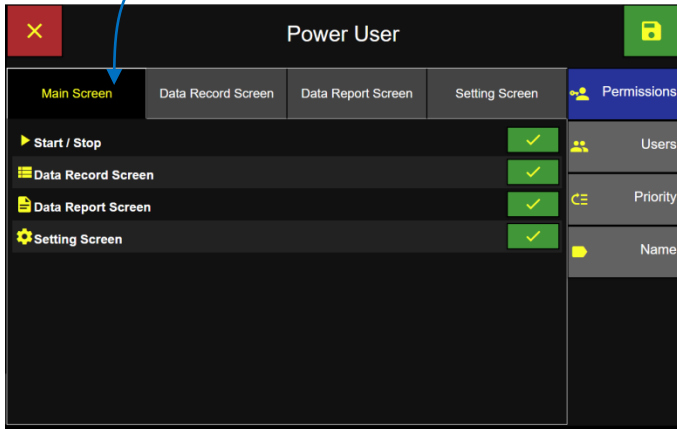 Power User
Main Screen
Data Record Screen
Data Report Screen
Setting Screen
Permissions
Start / Stop
Users
Data Record Screen
Data Report Screen
Priority
Setting Screen
Name